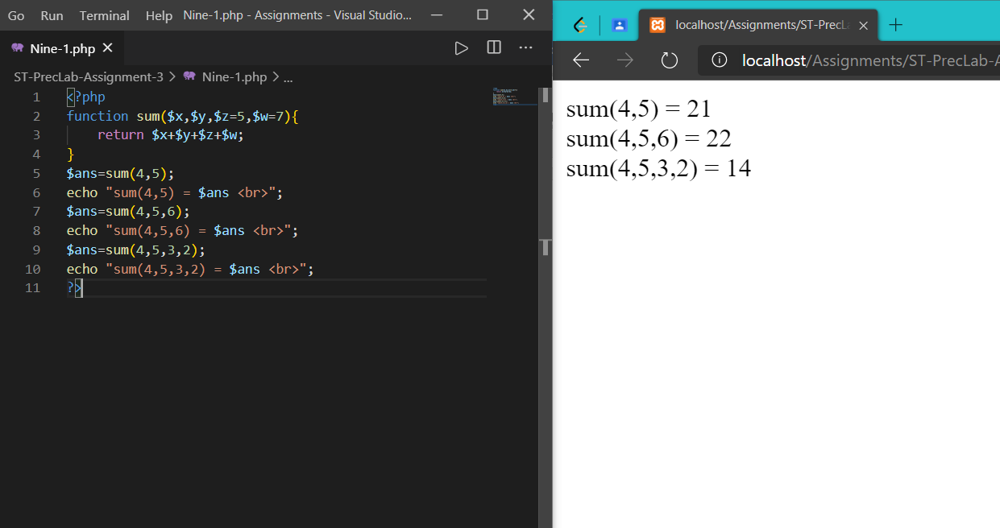 Go Run Terminal Help Nine-1.php - Assignments - Visual Studio...
Nine-1.php
ST-PrecLab-Assignment-3 > Nine-1.php > ...
1 <?php
2 function sum($x,$y,$z=5,$w=7){
3     return $x+$y+$z+$w;
4 }
5 $ans=sum(4,5);
6 echo "sum(4,5) = $ans <br>";
7 $ans=sum(4,5,6);
8 echo "sum(4,5,6) = $ans <br>";
9 $ans=sum(4,5,3,2);
10 echo "sum(4,5,3,2) = $ans <br>";
11 ?>
localhost/Assignments/ST-PrecL
localhost/Assignments/ST-PrecLab-A
sum(4,5) = 21
sum(4,5,6) = 22
sum(4,5,3,2) = 14